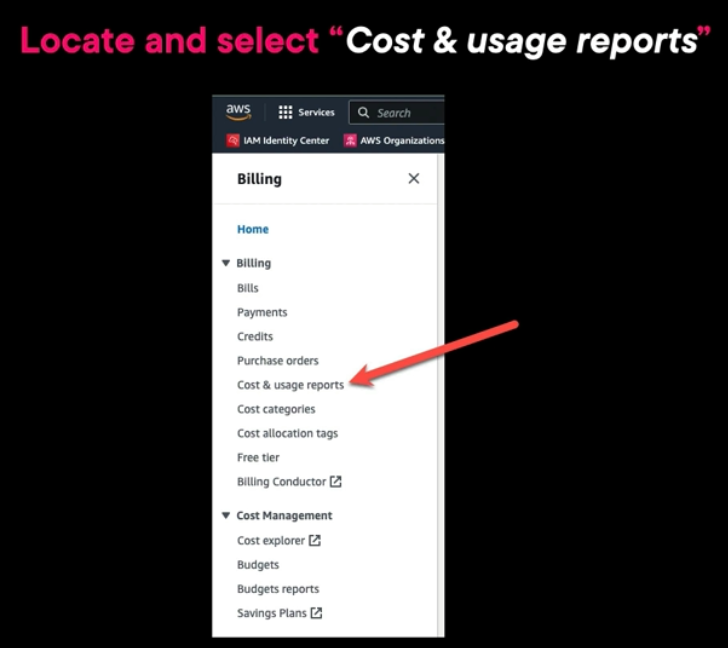 Locate and select “Cost & usage reports”
aws Services Search
IAM Identity Center AWS Organizations
Billing
Home
Billing
Bills
Payments
Credits
Purchase orders
Cost & usage reports
Cost categories
Cost allocation tags
Free tier
Billing Conductor
Cost Management
Cost explorer
Budgets
Budgets reports
Savings Plans